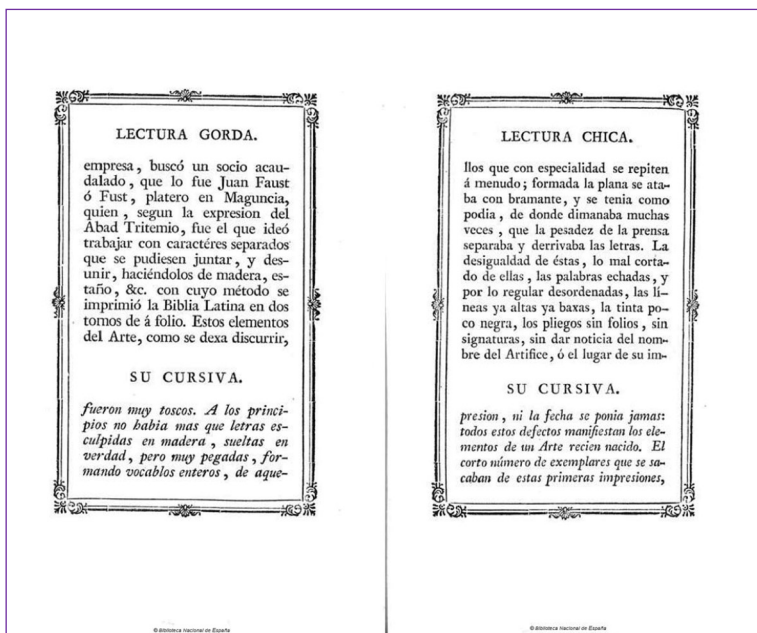 LECTURA GORDA.
empresa, buscó un socio acau-
dalado, que lo fue Juan Faust
ó Fust, platero en Maguncia,
quien, segun la expresion del
Abad Tritemio, fue el que ideó
trabajar con caractéres separados
que se pudiesen juntar, y des-
unir, haciéndolos de madera, es-
taño, &c. con cuyo método se
imprimió la Biblia Latina en dos
tomos de á folio. Estos elementos
del Arte, como se dexa discurrir,
SU CURSIVA.
fueron muy toscos. A los princi-
pios no habia mas que letras es-
culpidas en madera, sueltas en
verdad, pero muy pegadas, for-
mando vocablos enteros, de aque-
© Biblioteca Nacional de España
LECTURA CHICA.
llos que con especialidad se repiten
á menudo; formada la plana se ata-
ba con bramante, y se tenia como
podia, de donde dimanaba muchas
veces, que la pesadez de la prensa
separaba y derrivaba las letras. La
desigualdad de éstas, lo mal corta-
do de ellas, las palabras echadas, y
por lo regular desordenadas, las lí-
neas ya altas ya baxas, la tinta po-
co negra, los pliegos sin folios, sin
signaturas, sin dar noticia del nom-
bre del Artifice, ó el lugar de su im-
SU CURSIVA.
presion, ni la fecha se ponia jamas:
todos estos defectos manifiestan los ele-
mentos de un Arte recien nacido. El
corto número de exemplares que se sa-
caban de estas primeras impresiones,
© Biblioteca Nacional de España